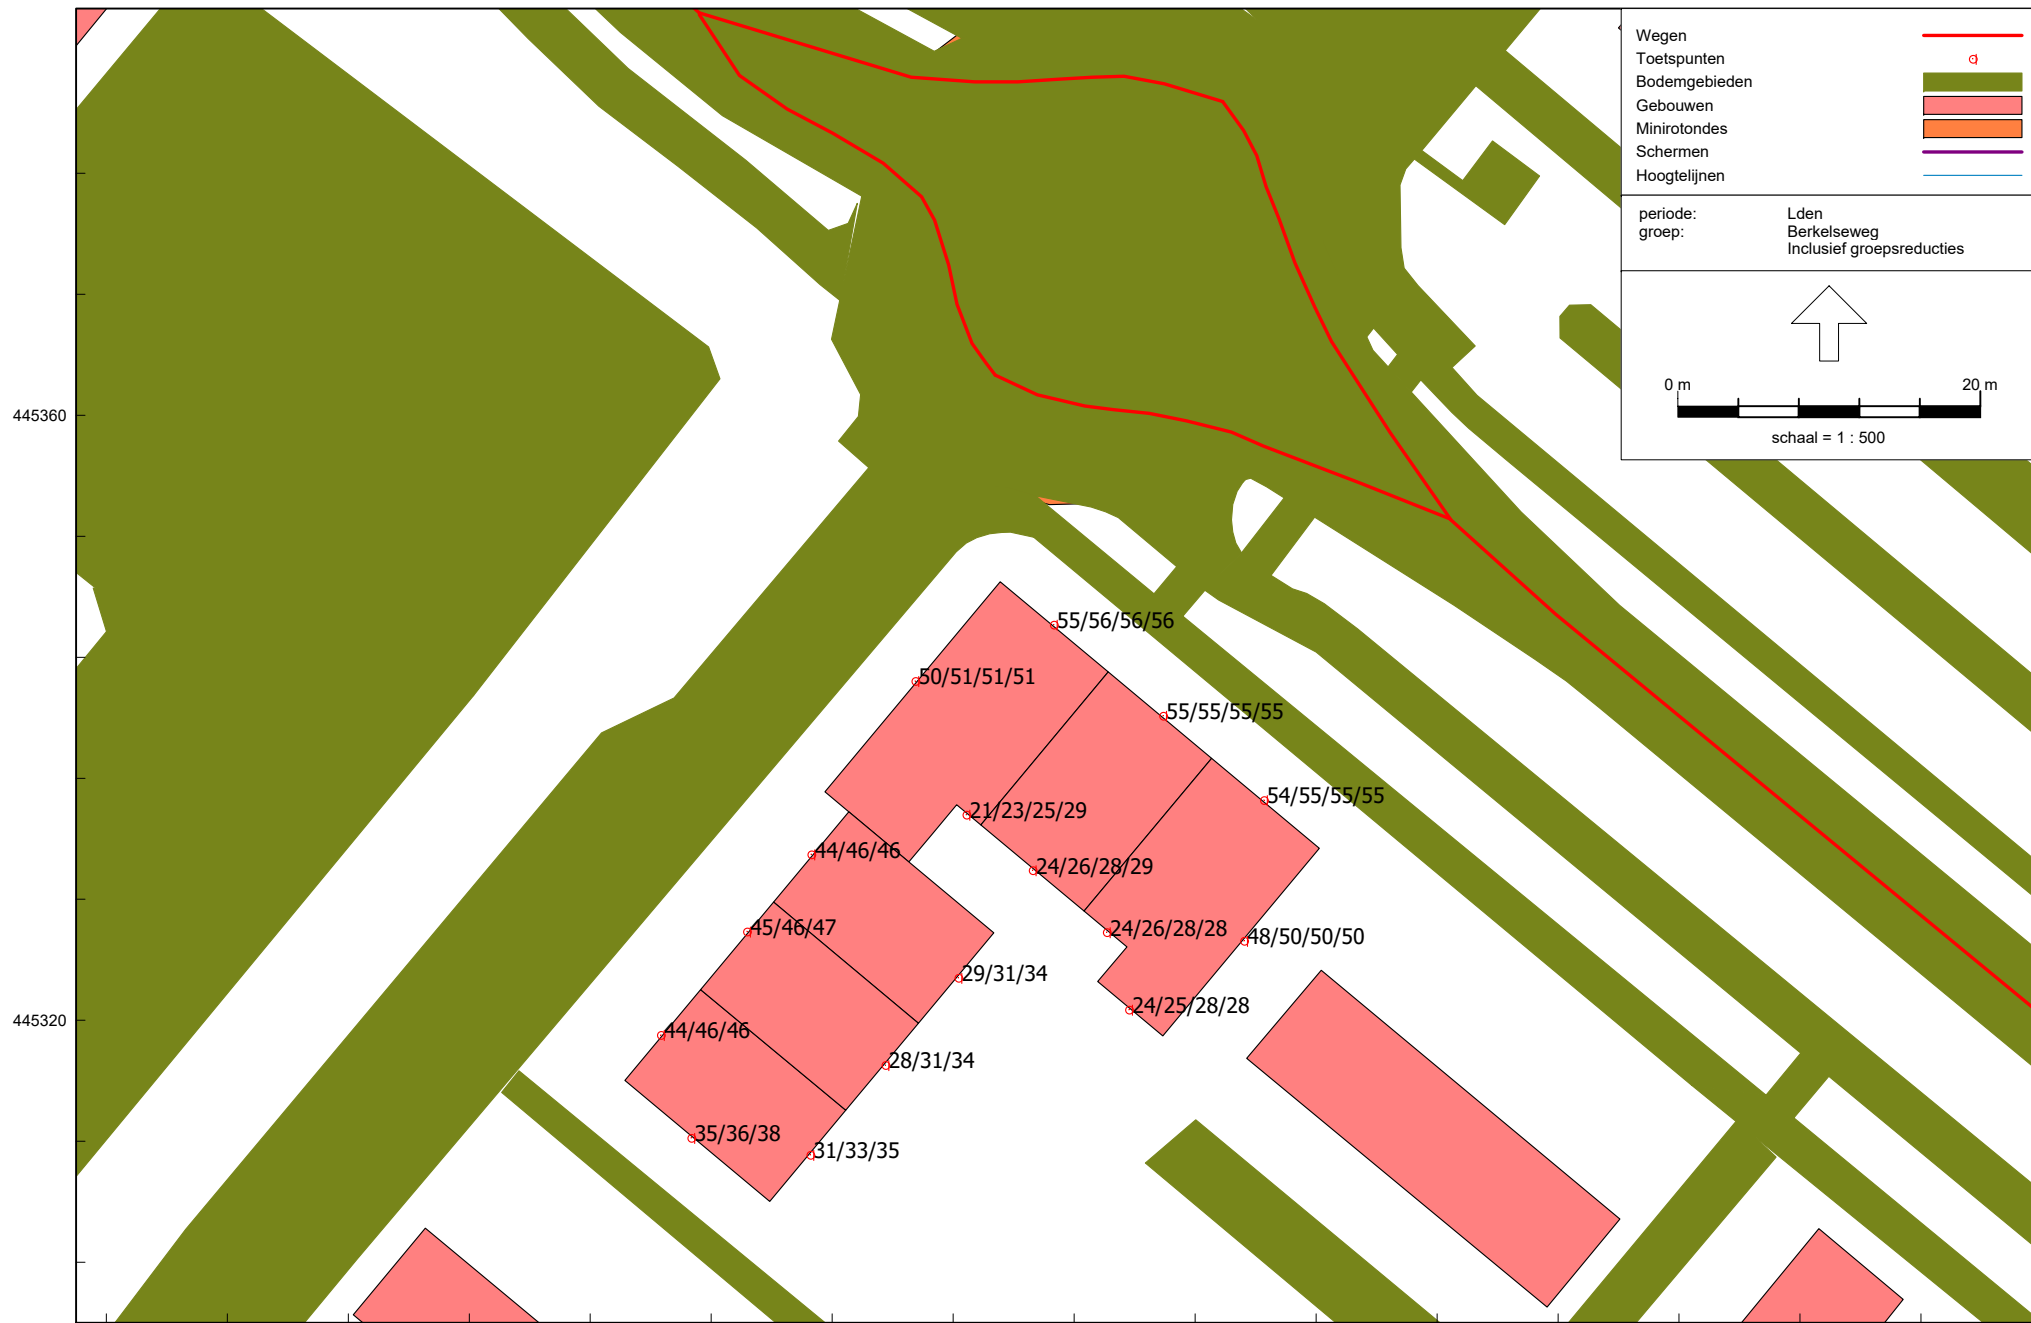 Wegen
Toetspunten
Bodemgebieden
Gebouwen
Minirotondes
Schermen
Hoogtelijnen
periode: Lden
groep: Berkelseweg
Inclusief groepsreducties
0 m 20 m
schaal = 1 : 500
445360
55/56/56/56
50/51/51/51
55/55/55/55
54/55/55/55
21/23/25/29
44/46/46
24/26/28/29
45/46/47
24/26/28/28
48/50/50/50
29/31/34
24/25/28/28
445320
44/46/46
28/31/34
35/36/38
31/33/35